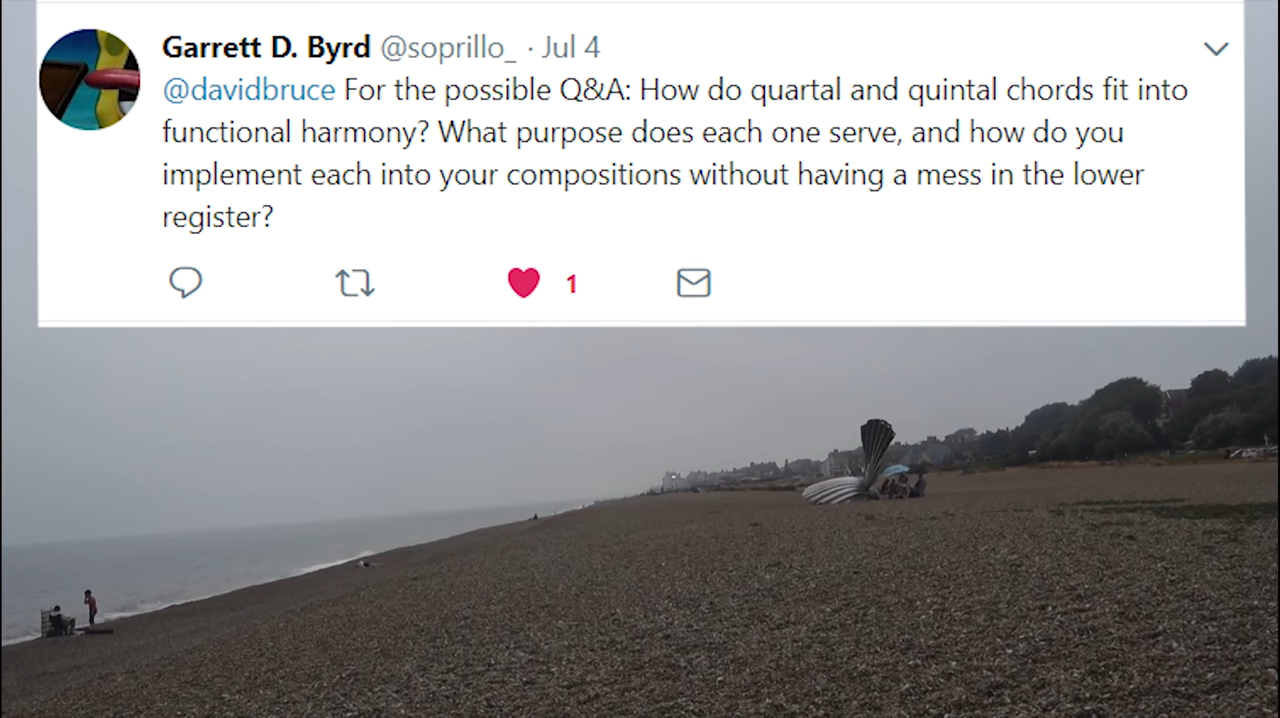 Garrett D. Byrd @soprillo_ · Jul 4
@davidbruce For the possible Q&A: How do quartal and quintal chords fit into
functional harmony? What purpose does each one serve, and how do you
implement each into your compositions without having a mess in the lower
register?
1